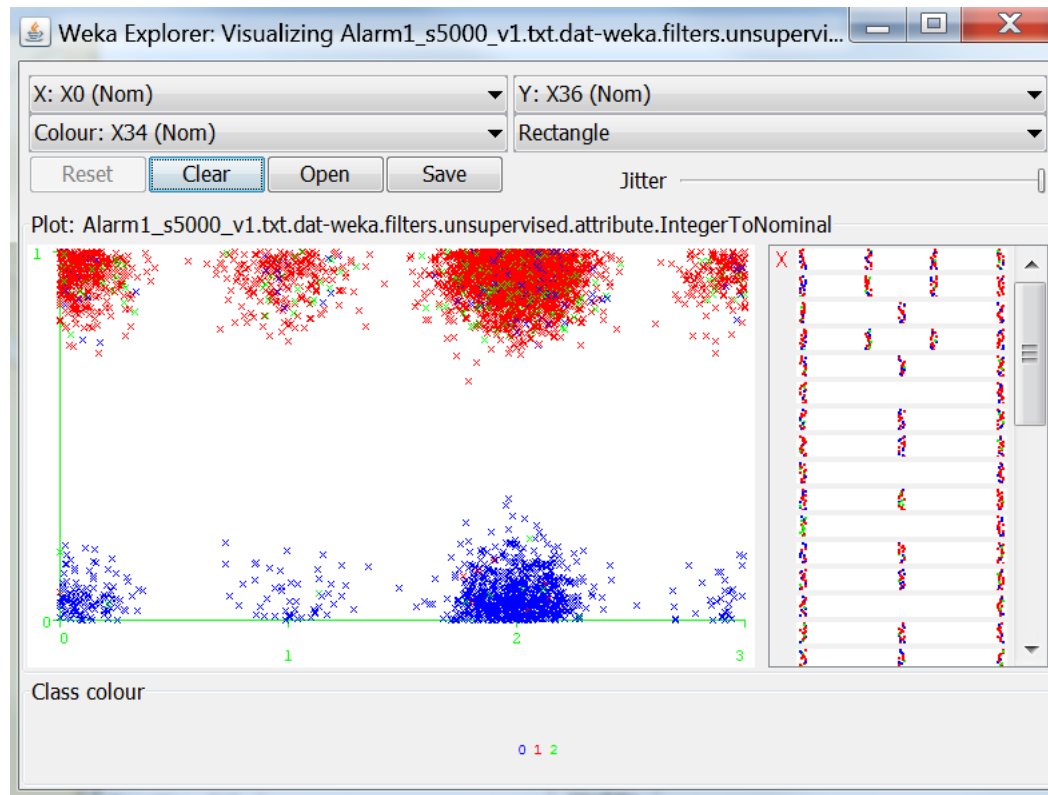 Weka Explorer: Visualizing Alarm1_s5000_v1.txt.dat-weka.filters.unsupervi...
X: X0 (Nom) Y: X36 (Nom)
Colour: X34 (Nom) Rectangle
Reset Clear Open Save Jitter
Plot: Alarm1_s5000_v1.txt.dat-weka.filters.unsupervised.attribute.IntegerToNominal
1 X
0
0 2
1 3
Class colour
0 1 2